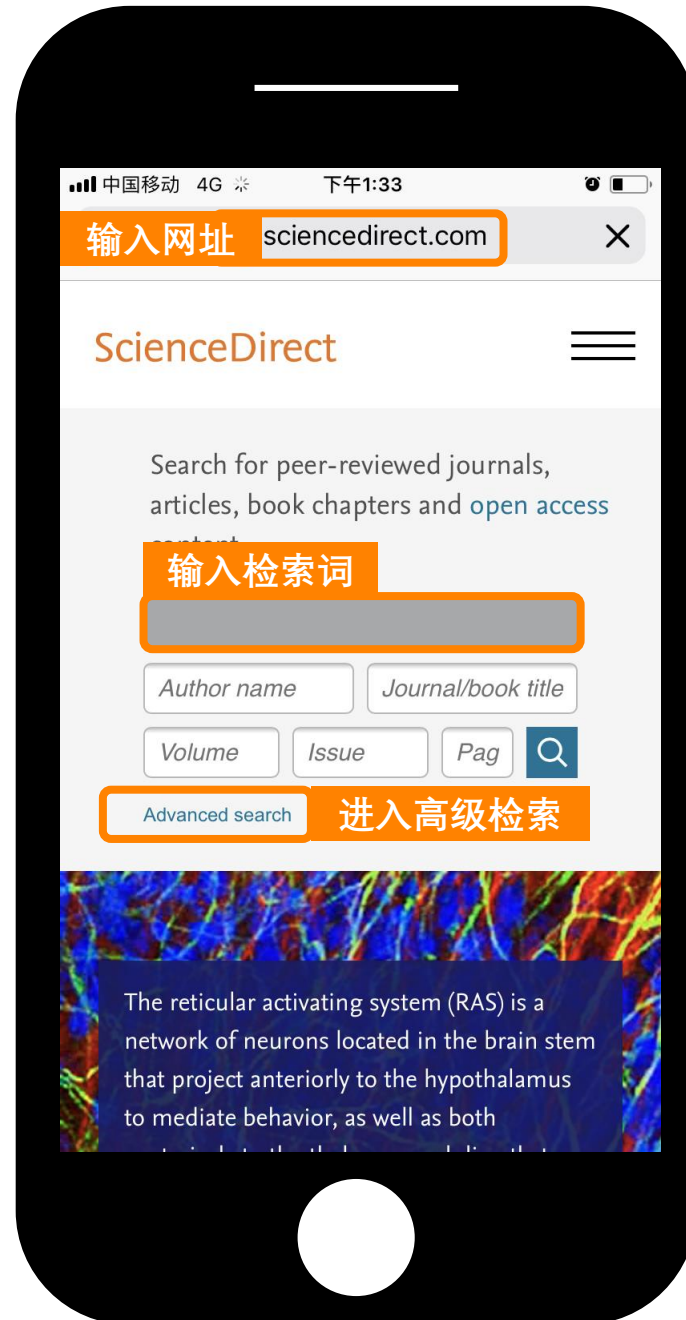 中国移动 4G 下午1:33
输入网址 sciencedirect.com
ScienceDirect
Search for peer-reviewed journals,
articles, book chapters and open access
输入检索词
Author name Journal/book title
Volume Issue Pag
Advanced search 进入高级检索
The reticular activating system (RAS) is a
network of neurons located in the brain stem
that project anteriorly to the hypothalamus
to mediate behavior, as well as both